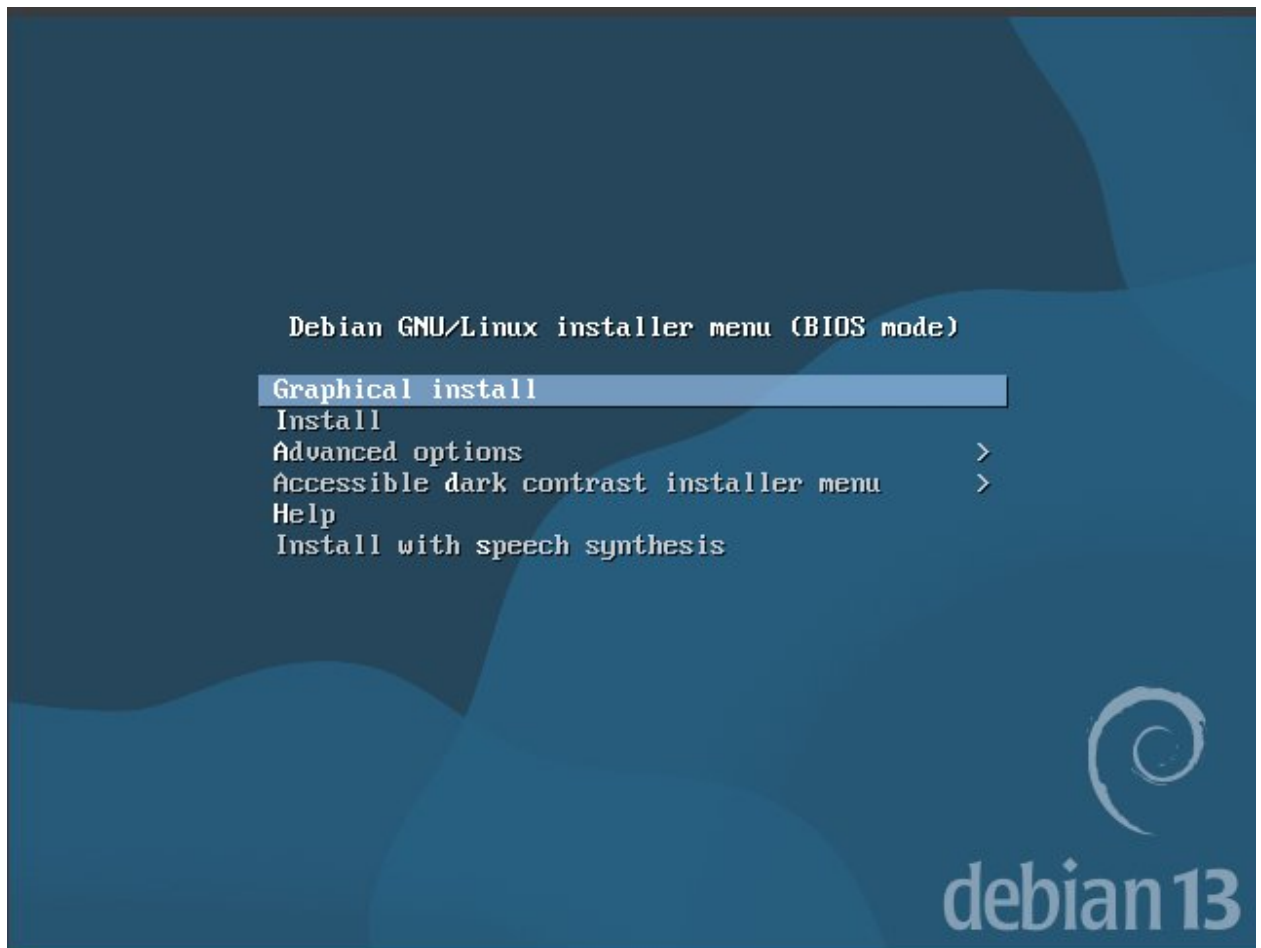 Debian GNU/Linux installer menu (BIOS mode)
Graphical install
Install
Advanced options >
Accessible dark contrast installer menu >
Help
Install with speech synthesis
debian 13